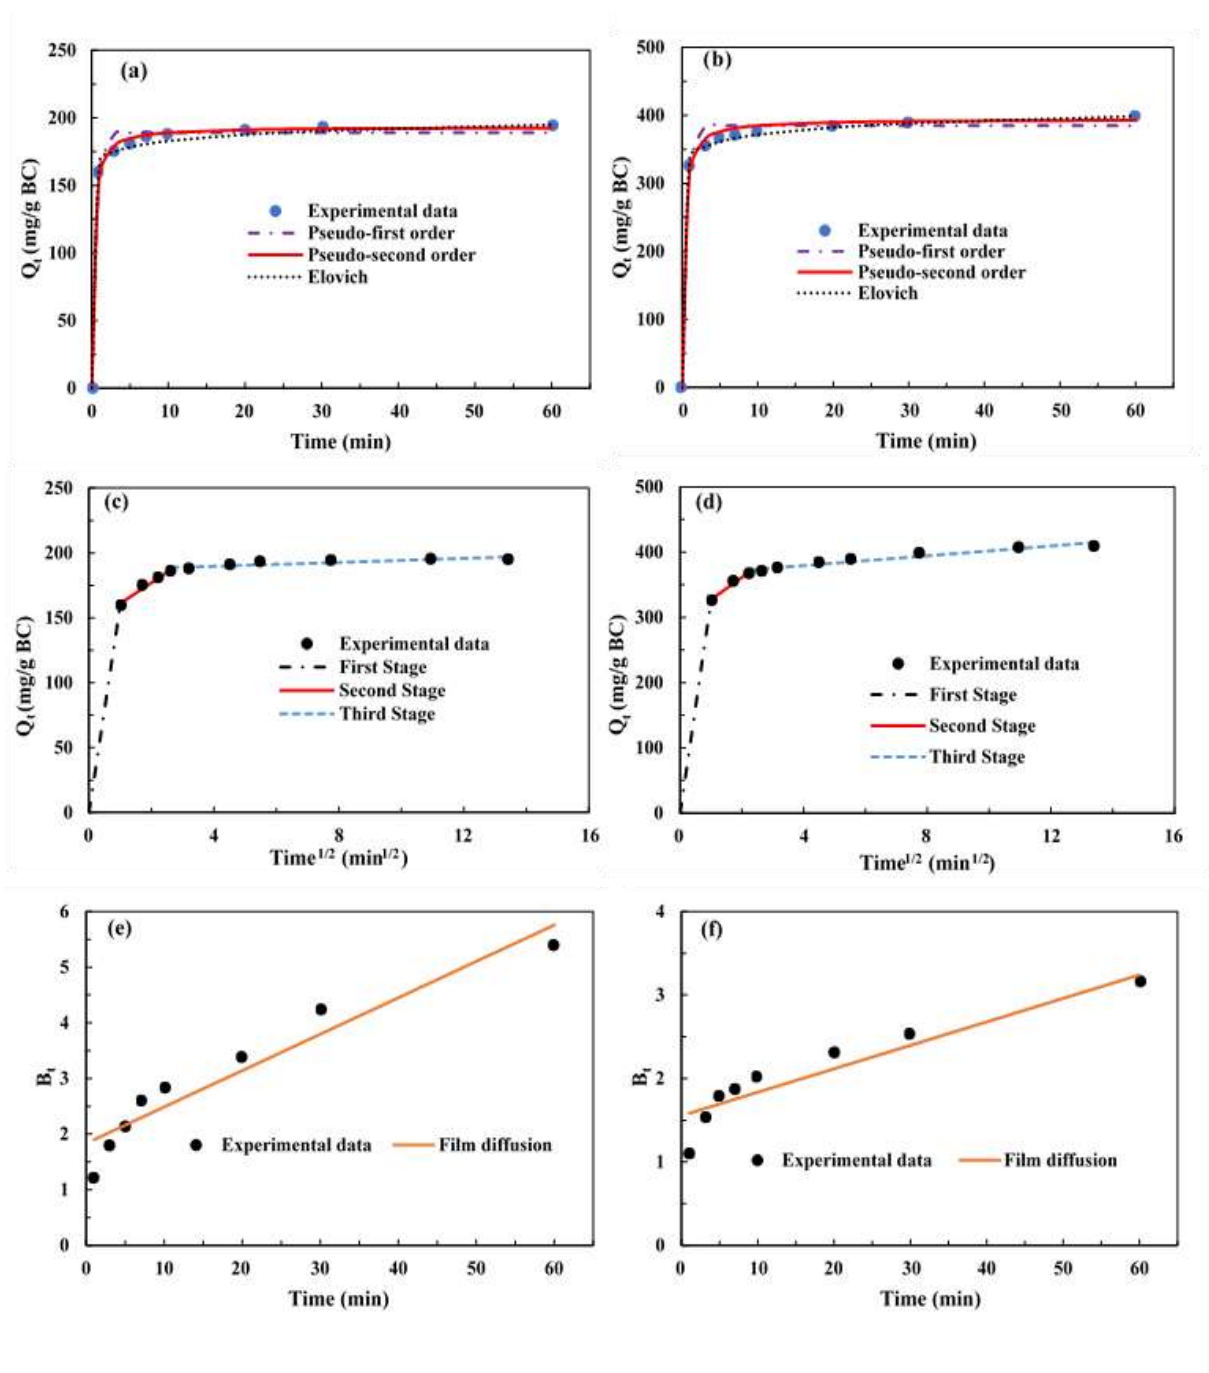 (a)
250
200
150
100
50
0
Qt (mg/g BC)
Experimental data
Pseudo-first order
Pseudo-second order
Elovich
0 10 20 30 40 50 60
Time (min)
(b)
500
400
300
200
100
0
Qt (mg/g BC)
Experimental data
Pseudo-first order
Pseudo-second order
Elovich
0 10 20 30 40 50 60
Time (min)
(c)
250
200
150
100
50
0
Qt (mg/g BC)
Experimental data
First Stage
Second Stage
Third Stage
0 4 8 12 16
Time1/2 (min1/2)
(d)
500
400
300
200
100
0
Qt (mg/g BC)
Experimental data
First Stage
Second Stage
Third Stage
0 4 8 12 16
Time1/2 (min1/2)
(e)
6
5
4
3
2
1
0
Bt
Experimental data Film diffusion
0 10 20 30 40 50 60
Time (min)
(f)
4
3
2
1
0
Bt
Experimental data Film diffusion
0 10 20 30 40 50 60
Time (min)